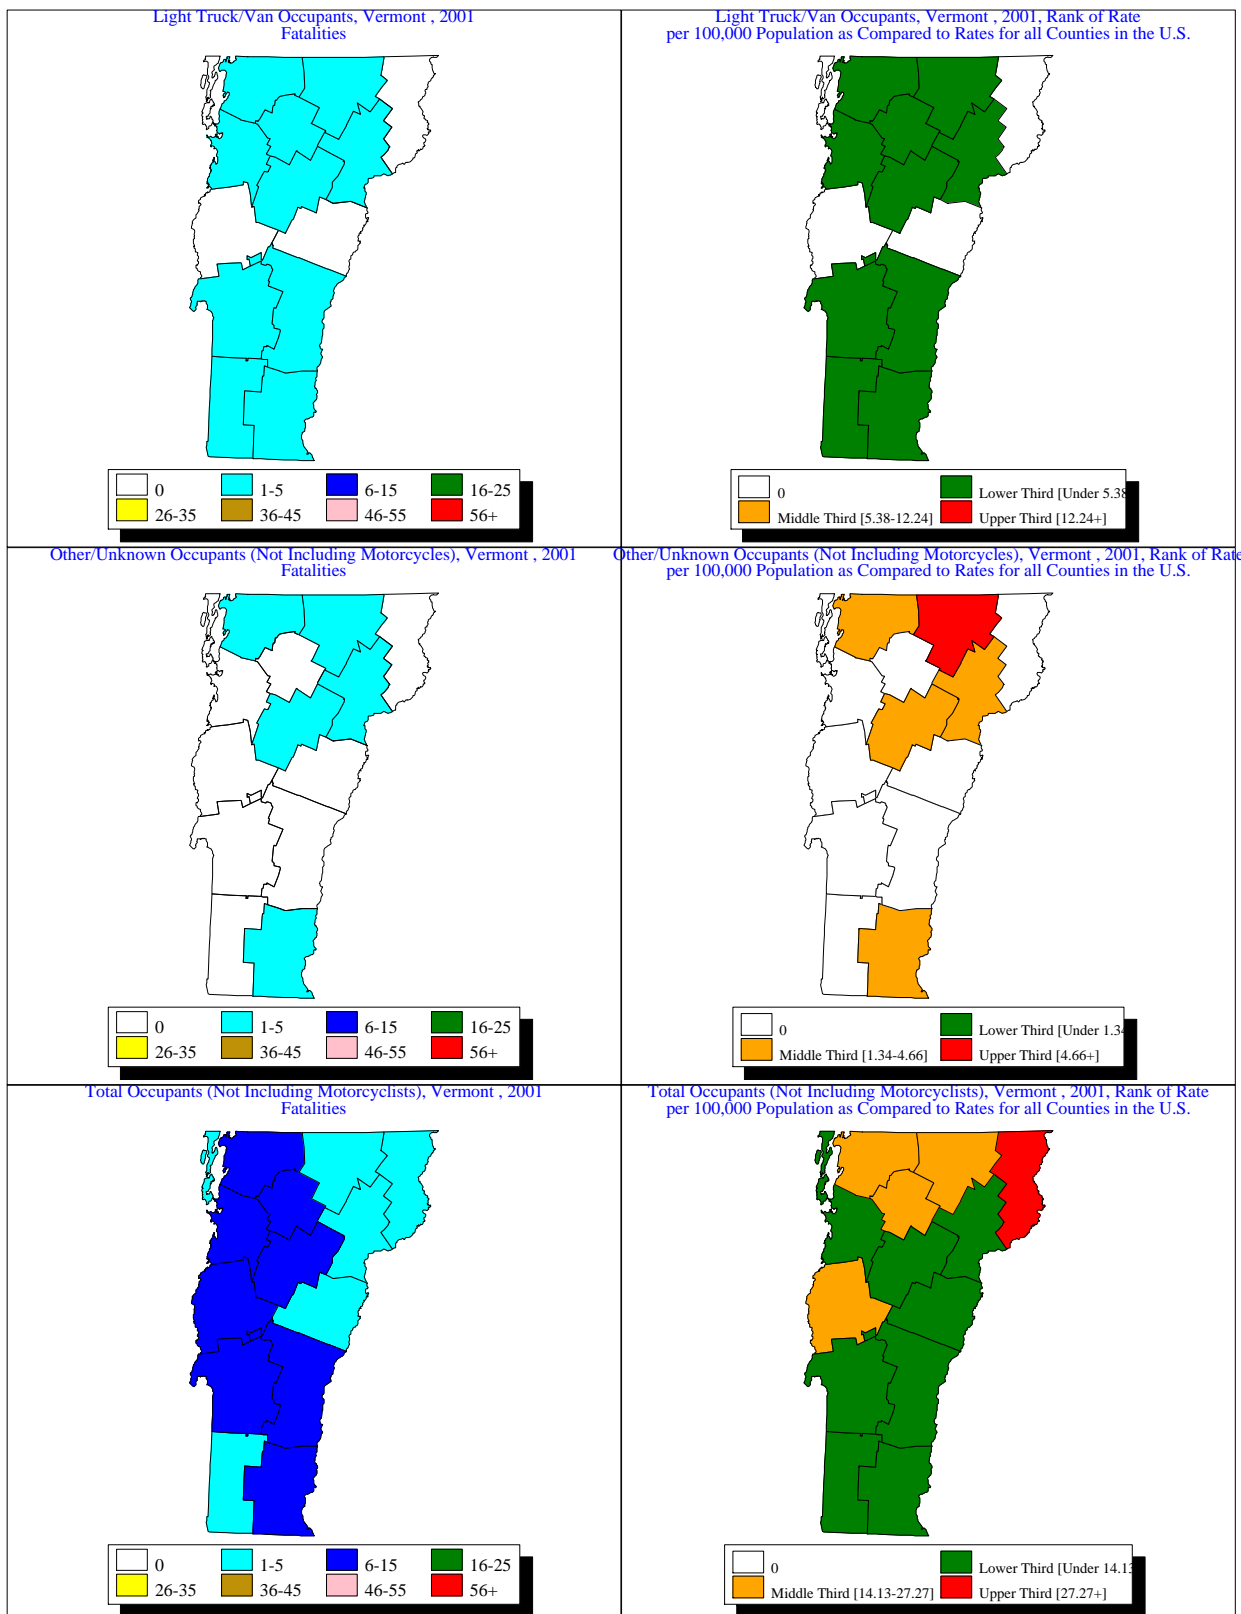 Light Truck/Van Occupants, Vermont , 2001
Fatalities
0
1-5
6-15
16-25
26-35
36-45
46-55
56+
Light Truck/Van Occupants, Vermont , 2001, Rank of Rate
per 100,000 Population as Compared to Rates for all Counties in the U.S.
0
Lower Third [Under 5.38
Middle Third [5.38-12.24]
Upper Third [12.24+]
Other/Unknown Occupants (Not Including Motorcycles), Vermont , 2001
Fatalities
0
1-5
6-15
16-25
26-35
36-45
46-55
56+
Other/Unknown Occupants (Not Including Motorcycles), Vermont , 2001, Rank of Rate
per 100,000 Population as Compared to Rates for all Counties in the U.S.
0
Lower Third [Under 1.34
Middle Third [1.34-4.66]
Upper Third [4.66+]
Total Occupants (Not Including Motorcyclists), Vermont , 2001
Fatalities
0
1-5
6-15
16-25
26-35
36-45
46-55
56+
Total Occupants (Not Including Motorcyclists), Vermont , 2001, Rank of Rate
per 100,000 Population as Compared to Rates for all Counties in the U.S.
0
Lower Third [Under 14.13
Middle Third [14.13-27.27]
Upper Third [27.27+]